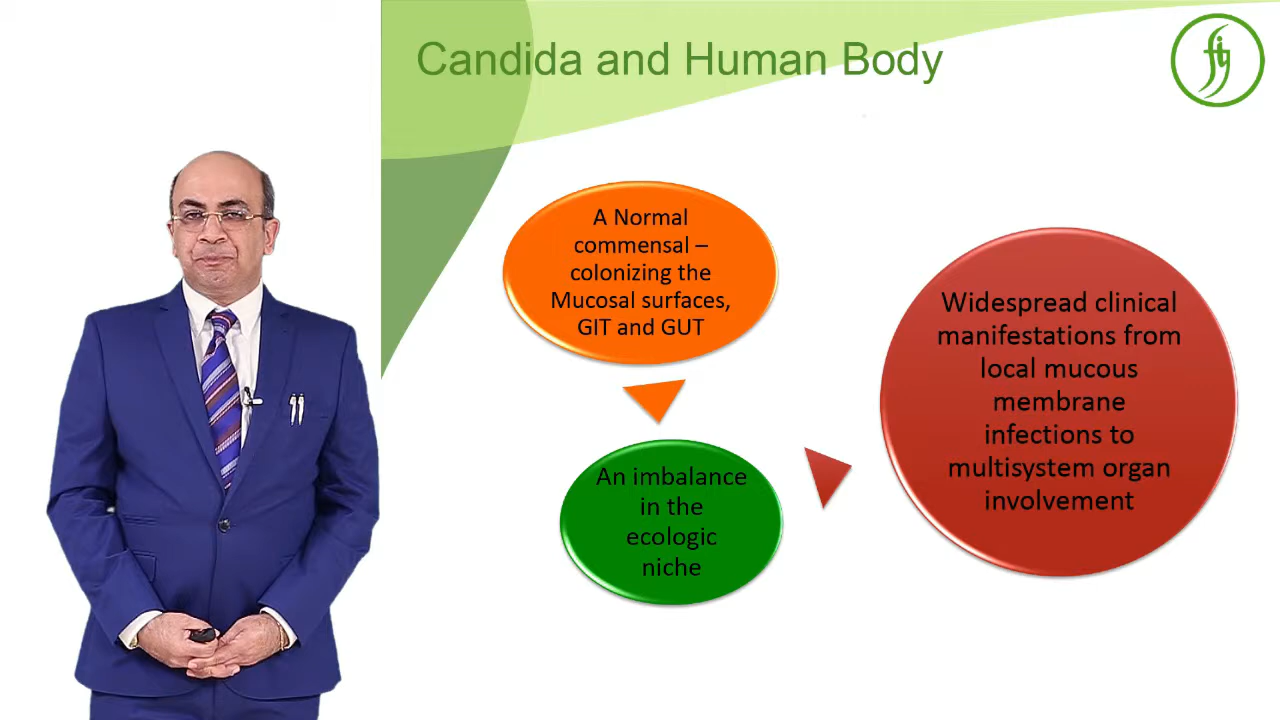 Candida and Human Body
A Normal
commensal –
colonizing the
Mucosal surfaces,
GIT and GUT
An imbalance
in the
ecologic
niche
Widespread clinical
manifestations from
local mucous
membrane
infections to
multisystem organ
involvement